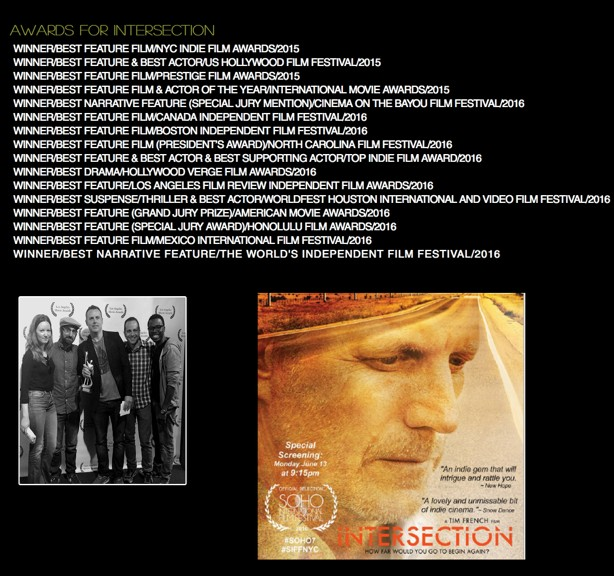 AWARDS FOR INTERSECTION
WINNER/BEST FEATURE FILM/NYC INDIE FILM AWARDS/2015
WINNER/BEST FEATURE & BEST ACTOR/US HOLLYWOOD FILM FESTIVAL/2015
WINNER/BEST FEATURE FILM/PRESTIGE FILM AWARDS/2015
WINNER/BEST FEATURE FILM & ACTOR OF THE YEAR/INTERNATIONAL MOVIE AWARDS/2015
WINNER/BEST NARRATIVE FEATURE (SPECIAL JURY MENTION)/CINEMA ON THE BAYOU FILM FESTIVAL/2016
WINNER/BEST FEATURE FILM/CANADA INDEPENDENT FILM FESTIVAL/2016
WINNER/BEST FEATURE FILM/BOSTON INDEPENDENT FILM FESTIVAL/2016
WINNER/BEST FEATURE FILM (PRESIDENT'S AWARD)/NORTH CAROLINA FILM FESTIVAL/2016
WINNER/BEST FEATURE & BEST ACTOR & BEST SUPPORTING ACTOR/TOP INDIE FILM AWARD/2016
WINNER/BEST DRAMA/HOLLYWOOD VERGE FILM AWARDS/2016
WINNER/BEST FEATURE/LOS ANGELES FILM REVIEW INDEPENDENT FILM AWARDS/2016
WINNER/BEST SUSPENSE/THRILLER & BEST ACTOR/WORLDFEST HOUSTON INTERNATIONAL AND VIDEO FILM FESTIVAL/2016
WINNER/BEST FEATURE (GRAND JURY PRIZE)/AMERICAN MOVIE AWARDS/2016
WINNER/BEST FEATURE (SPECIAL JURY AWARD)/HONOLULU FILM AWARDS/2016
WINNER/BEST FEATURE FILM/MEXICO INTERNATIONAL FILM FESTIVAL/2016
WINNER/BEST NARRATIVE FEATURE/THE WORLD'S INDEPENDENT FILM FESTIVAL/2016
Special
Screening:
Monday June 13
at 9:15pm
OFFICIAL SELECTION
SOHO
INTERNATIONAL
FILM FESTIVAL
#SOHO7
#SIFFNYC
"An indie gem that will
intrigue and rattle you.
~ New Hope
"A lovely and unmissable bit
of indie cinema."
A TIM FRENCH FILM
INTERSECTION
HOW FAR WOULD YOU GO TO BEGIN AGAIN?